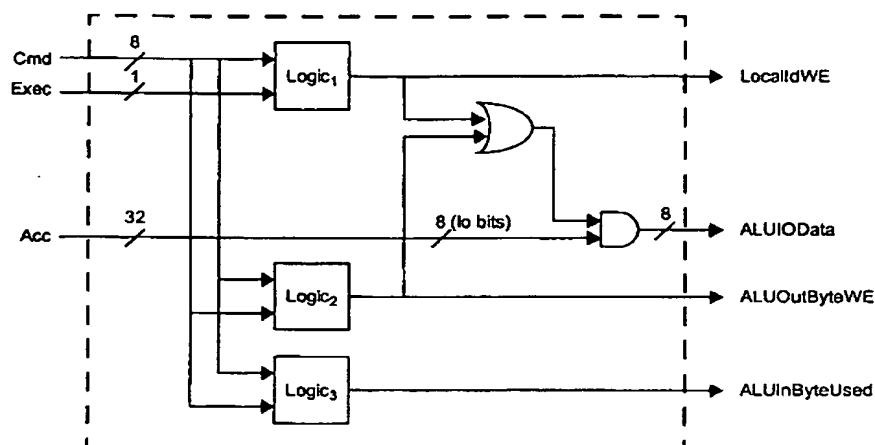 Cmd
8
Exec
1
Logic1
LocalIdWE
Acc
32
8 (lo bits)
8
ALUIOData
Logic2
ALUOutByteWE
Logic3
ALUInByteUsed